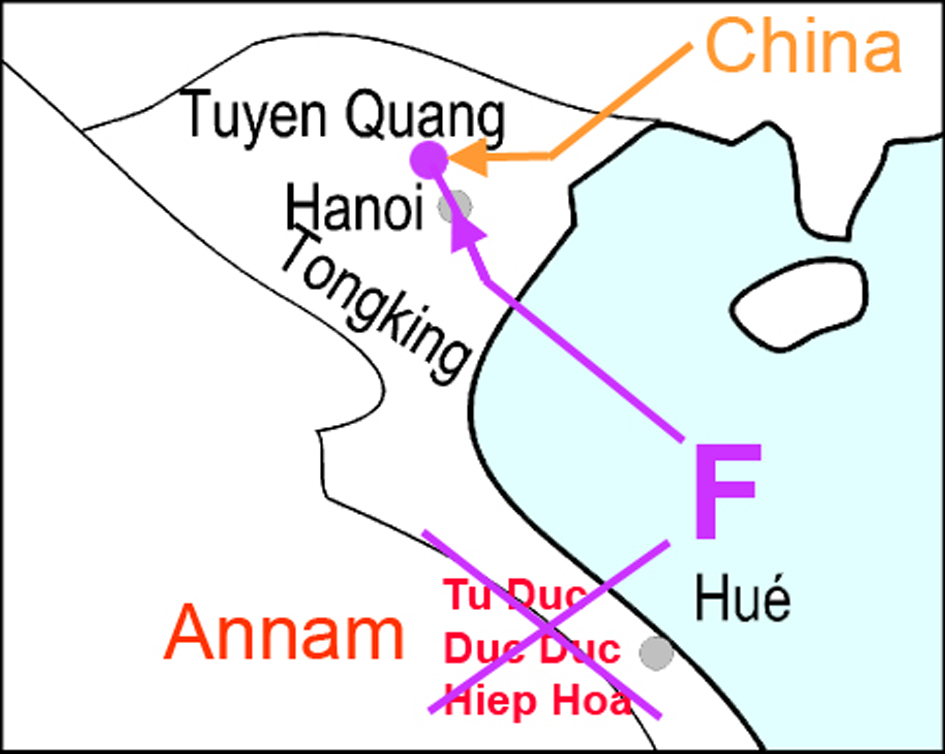 China
Tuyen Quang
Hanoi
Tongking
F
Hué
Annam
Tu Duc
Duc Duc
Hiep Hoa